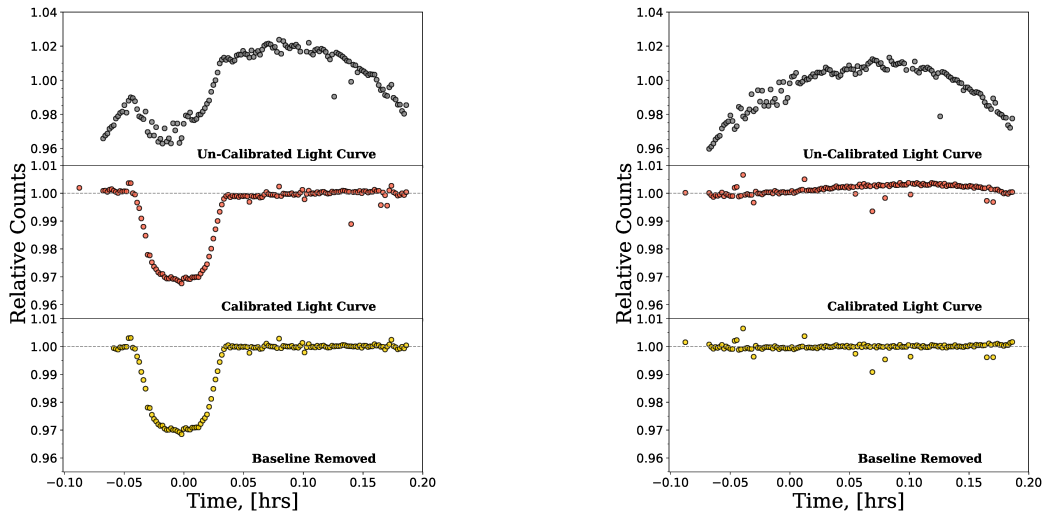 1.04
1.02
1.00
0.98
0.96
Un-Calibrated Light Curve
1.01
1.00
0.99
0.98
0.97
0.96
Calibrated Light Curve
1.01
1.00
0.99
0.98
0.97
0.96
Baseline Removed
−0.10 −0.05 0.00 0.05 0.10 0.15 0.20
Time, [hrs]
Relative Counts
1.04
1.02
1.00
0.98
0.96
Un-Calibrated Light Curve
1.01
1.00
0.99
0.98
0.97
0.96
Calibrated Light Curve
1.01
1.00
0.99
0.98
0.97
0.96
Baseline Removed
−0.10 −0.05 0.00 0.05 0.10 0.15 0.20
Time, [hrs]
Relative Counts